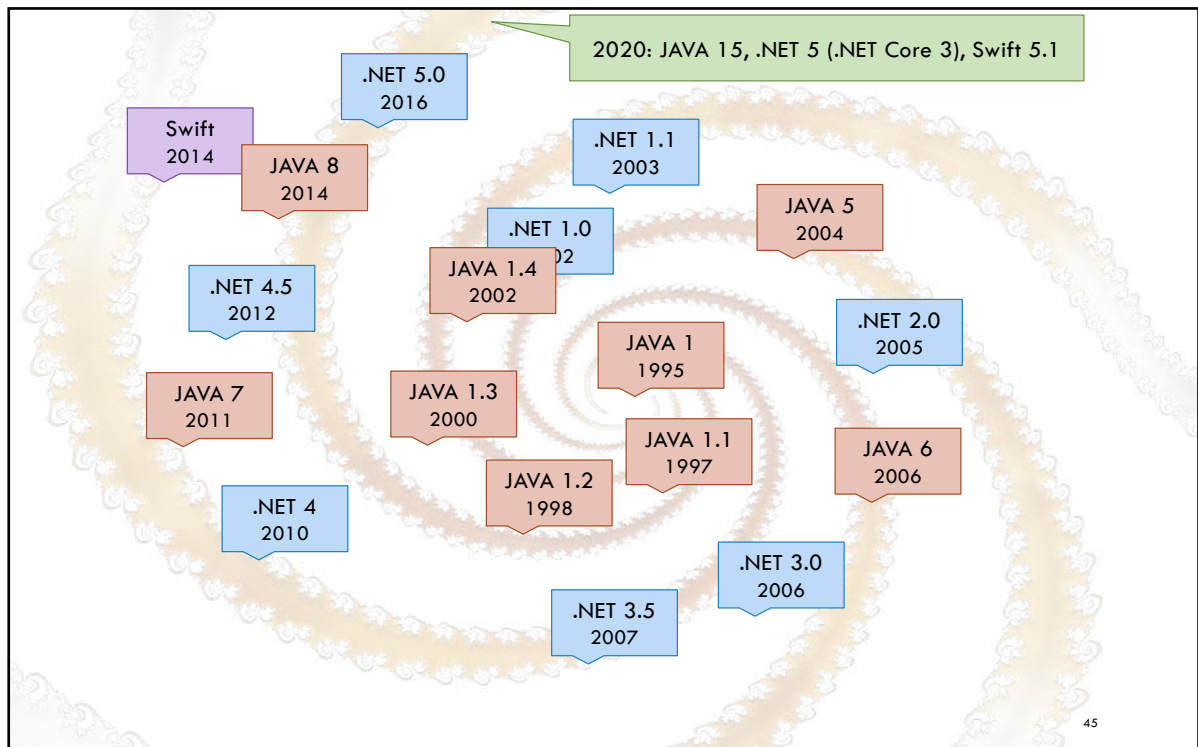 2020: JAVA 15, .NET 5 (.NET Core 3), Swift 5.1
.NET 5.0
2016
Swift
2014
JAVA 8
2014
.NET 1.1
2003
JAVA 5
2004
.NET 1.0
02
JAVA 1.4
2002
.NET 4.5
2012
.NET 2.0
2005
JAVA 1
1995
JAVA 7
2011
JAVA 1.3
2000
JAVA 1.1
1997
JAVA 6
2006
JAVA 1.2
1998
.NET 4
2010
.NET 3.0
2006
.NET 3.5
2007
45